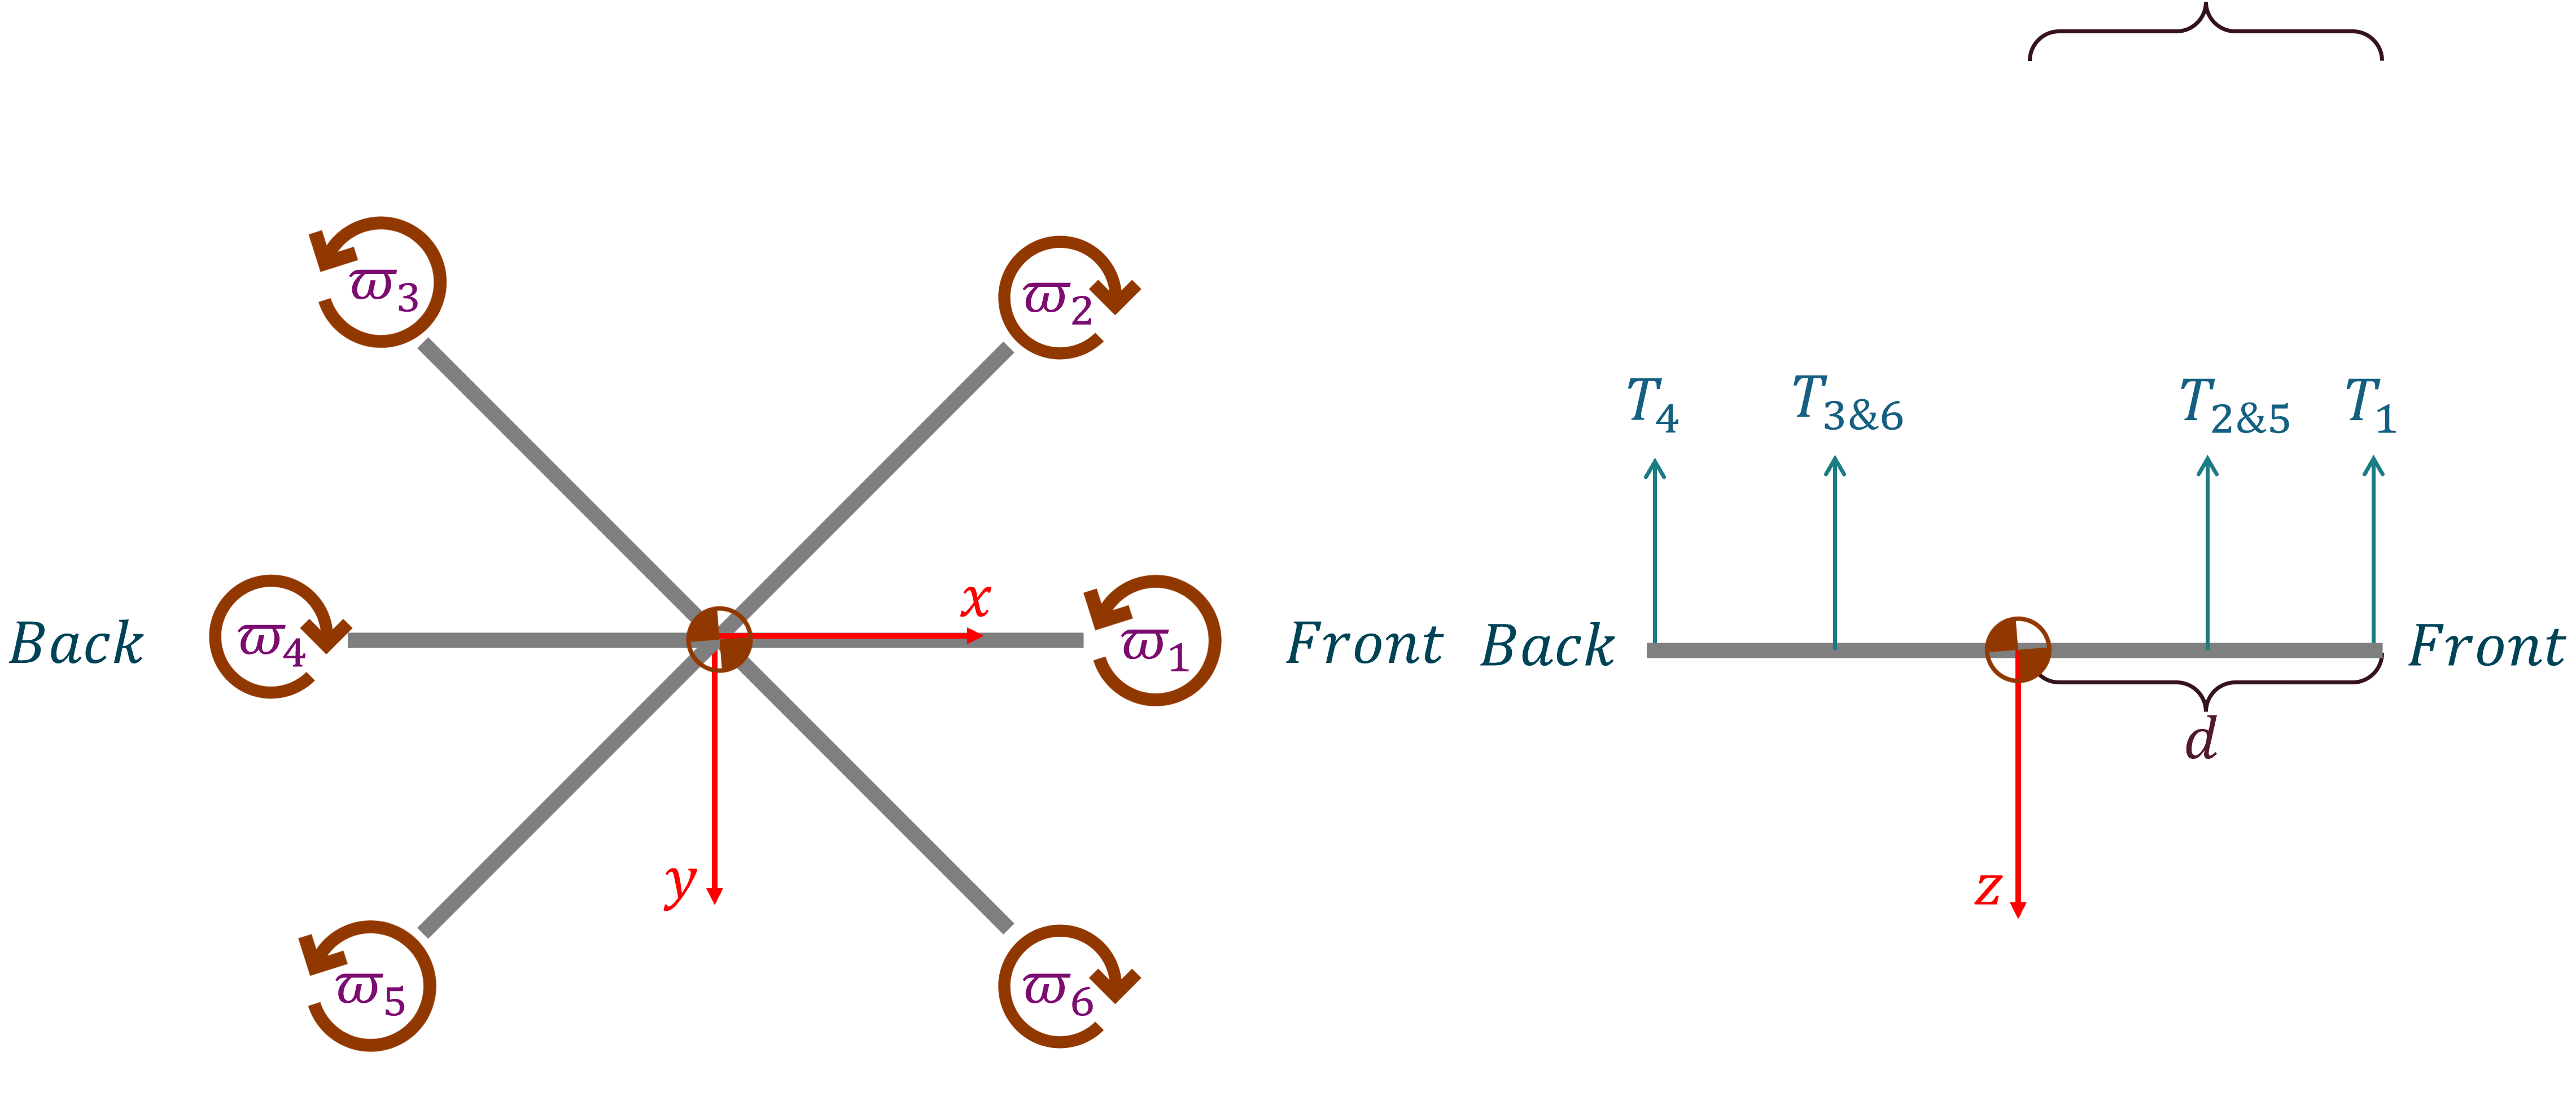 ϖ₃
ϖ₂
T₄
T₃&₆
T₂&₅
T₁
x
Back
ϖ₄
ϖ₁
Front
Back
Front
d
y
z
ϖ₅
ϖ₆